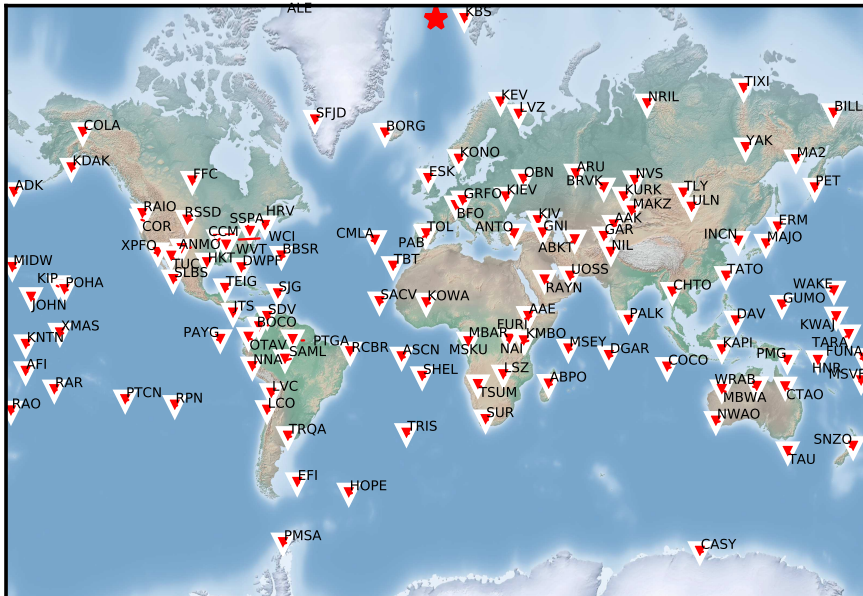 ALE
KBS
TIXI
KEV
NRIL
LVZ
BILL
SFJD
COLA
BORG
YAK
KONO
MA2
KDAK
FFC
ESK
OBN
ARU
NVS
PET
ADK
BRVK
TLY
GRFO
KIEV
KURK
ULN
MAKZ
BFO
RAIO
RSSD
HRV
SSPA
COR
TOL
KIV
AAK
ERM
CCM
WCI
CMLA
ANTO
GNI
GAR
INCN
MAJO
XPFO
ANMO
WVT
PAB
ABKT
NIL
HKT
BBSR
TUC
DWPF
TBT
MIDW
SLBS
UOSS
TATO
KIP
POHA
TEIG
SJG
RAYN
CHTO
WAKE
JOHN
SACV
KOWA
GUMO
JTS
SDV
AAE
PALK
DAV
KWAJ
XMAS
BOCO
FURI
KNTN
PAYG
OTAV
PTGA
MBAR
KMBO
MSEY
KAPI
TARA
SAML
RCBR
MSKU
NAI
DGAR
FUNA
NNA
ASCN
COCO
PMG
HNR
AFI
SHEL
LSZ
MSVF
RAR
LVC
TSUM
ABPO
WRAB
PTCN
RPN
MBWA
CTAO
RAO
LCO
SUR
NWAO
TRQA
TRIS
SNZO
TAU
EFI
HOPE
PMSA
CASY